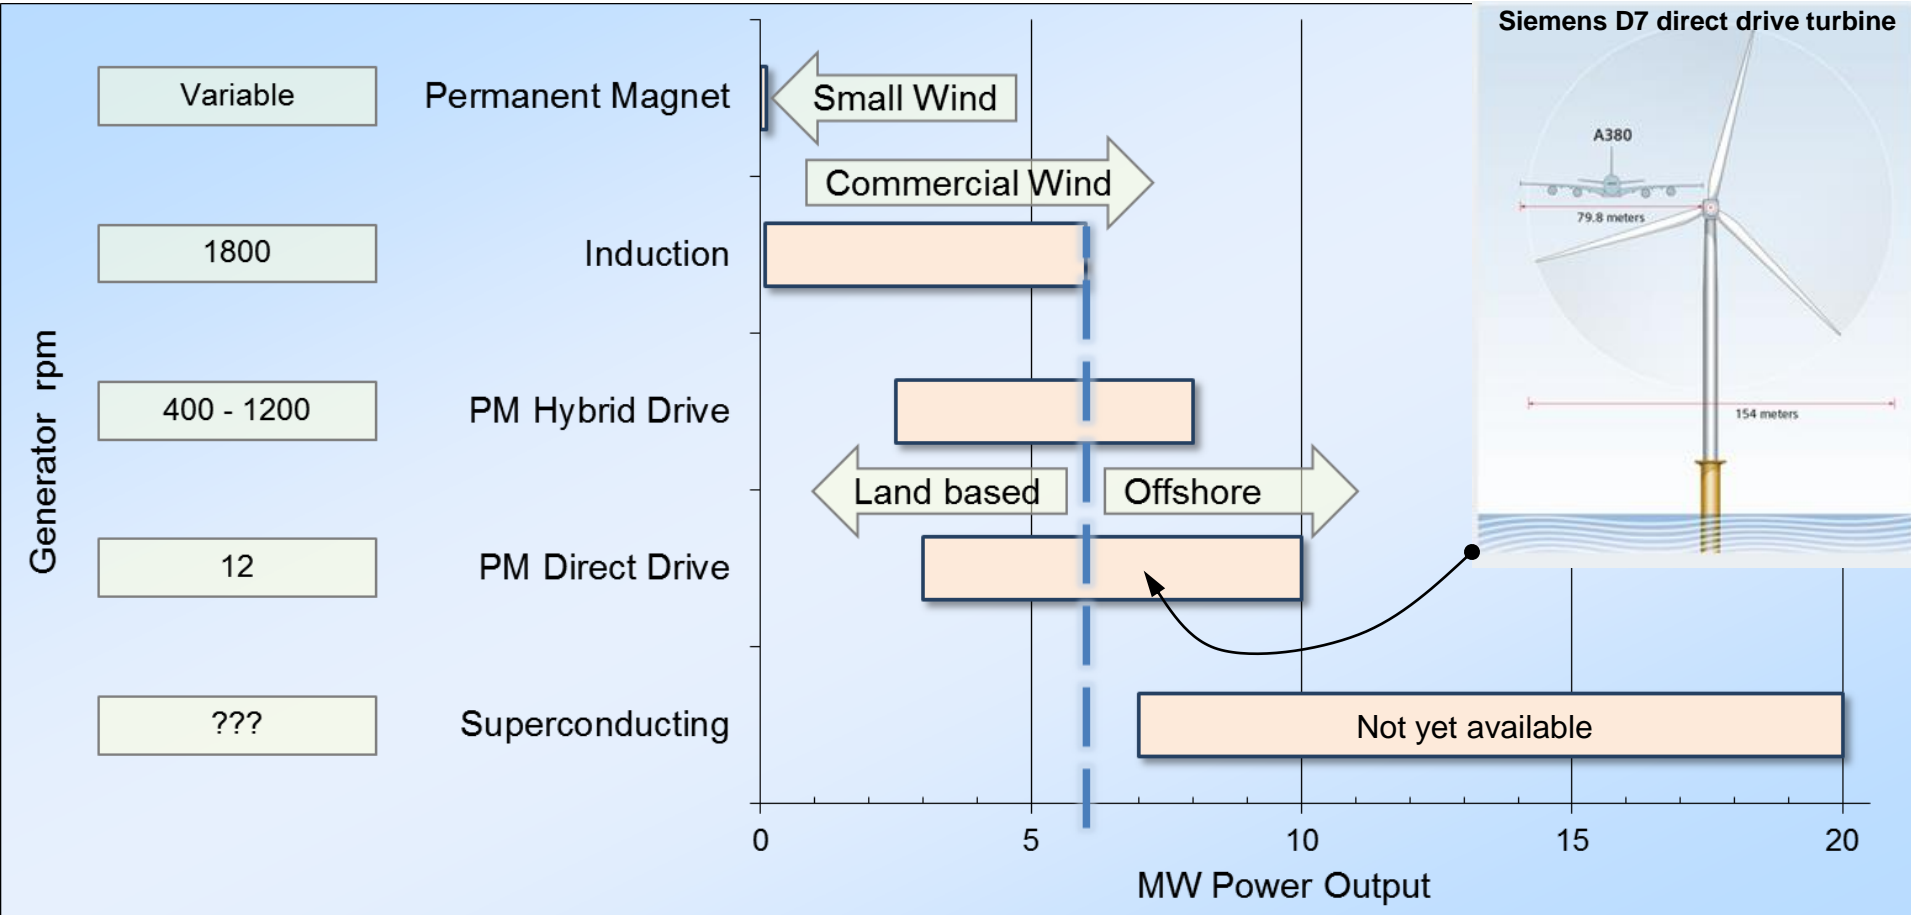 Siemens D7 direct drive turbine
Variable
Permanent Magnet
Small Wind
A380
79.8 meters
Commercial Wind
1800
Induction
Generator rpm
400 - 1200
PM Hybrid Drive
154 meters
Land based
Offshore
12
PM Direct Drive
???
Superconducting
Not yet available
0
5
10
15
20
MW Power Output